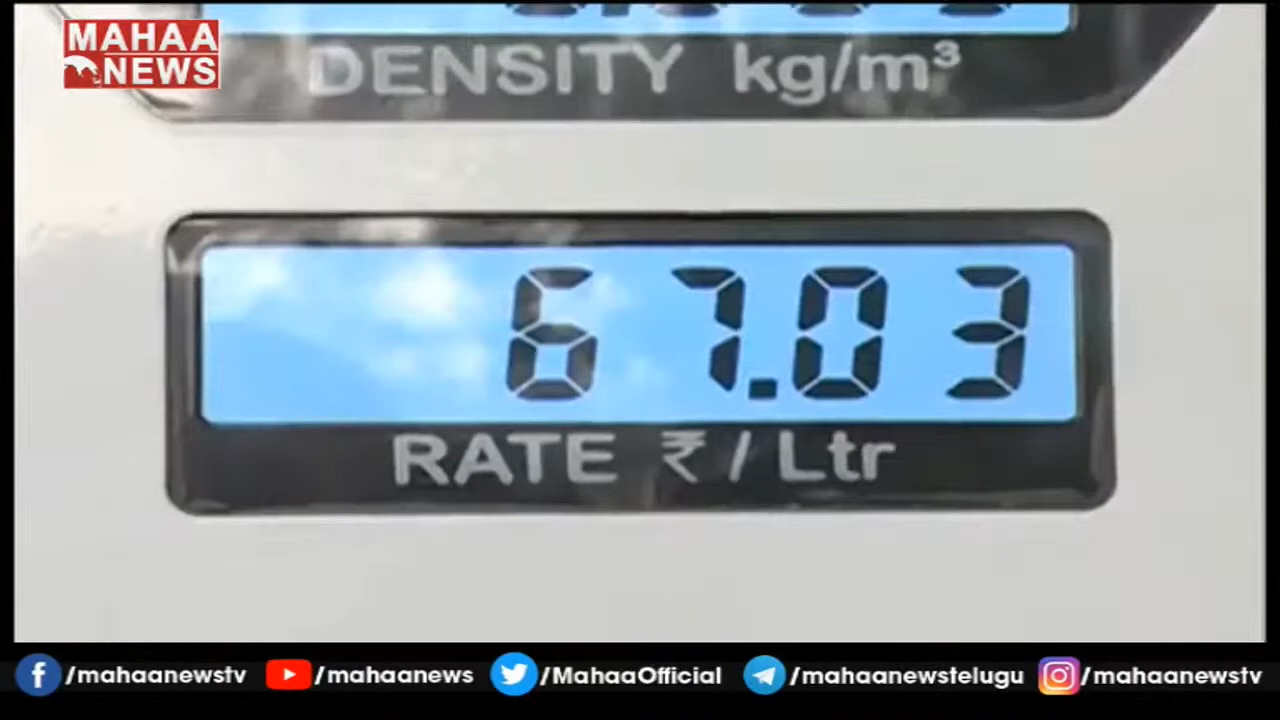 MAHAA
NEWS
DENSITY kg/m³
67.03
RATE ₹/Ltr
/mahaanewstv /mahaanews /MahaaOfficial /mahaanewstelugu /mahaanewstv